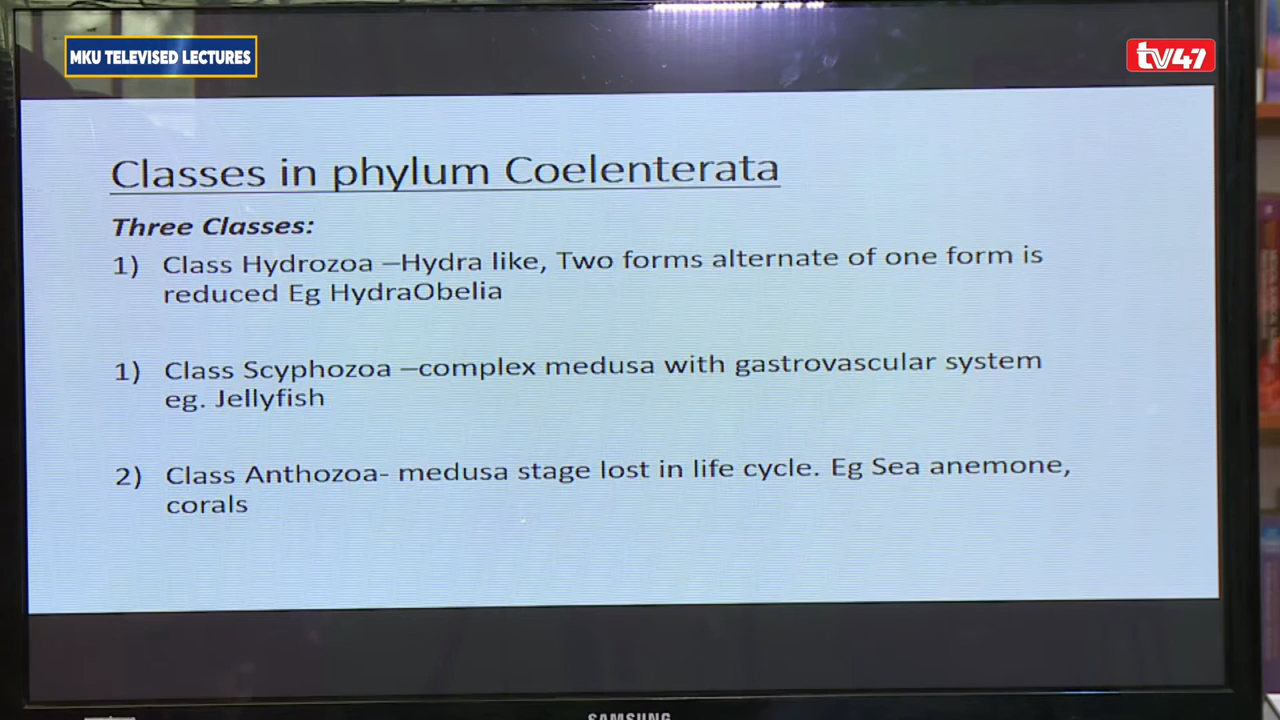 MKU TELEVISED LECTURES
tv47
Classes in phylum Coelenterata
Three Classes:
1) Class Hydrozoa –Hydra like, Two forms alternate of one form is
reduced Eg HydraObelia
1) Class Scyphozoa –complex medusa with gastrovascular system
eg. Jellyfish
2) Class Anthozoa- medusa stage lost in life cycle. Eg Sea anemone,
corals
SAMSUNG